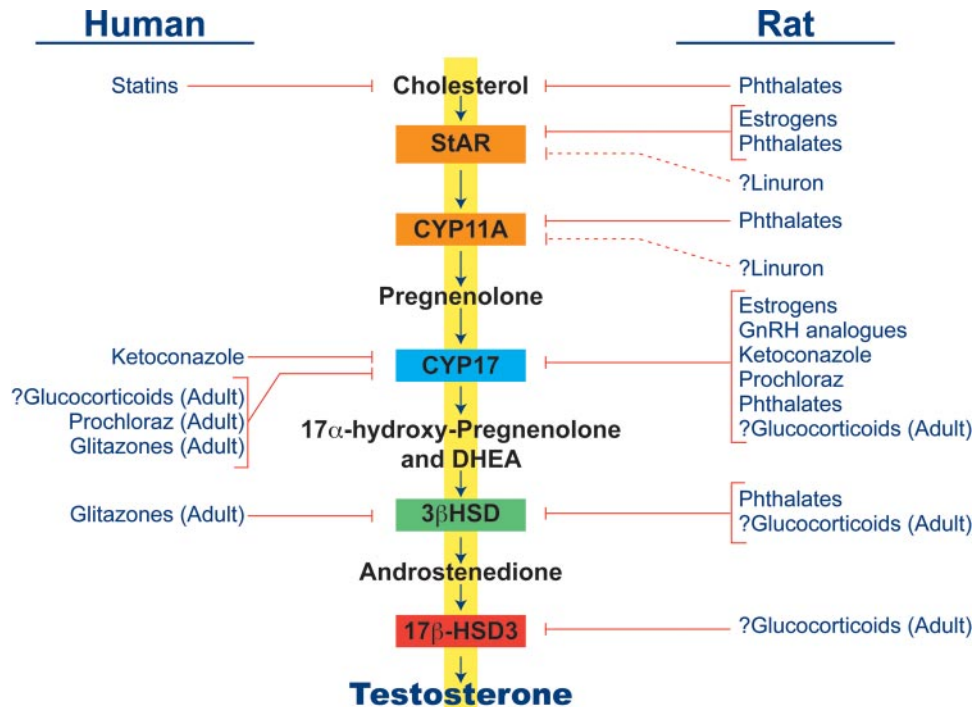 Human
Rat
Statins
Cholesterol
Phthalates
StAR
Estrogens
Phthalates
?Linuron
CYP11A
Phthalates
?Linuron
Pregnenolone
Ketoconazole
?Glucocorticoids (Adult)
Prochloraz (Adult)
Glitazones (Adult)
CYP17
Estrogens
GnRH analogues
Ketoconazole
Prochloraz
Phthalates
?Glucocorticoids (Adult)
17α-hydroxy-Pregnenolone
and DHEA
Glitazones (Adult)
3βHSD
Phthalates
?Glucocorticoids (Adult)
Androstenedione
17β-HSD3
?Glucocorticoids (Adult)
Testosterone